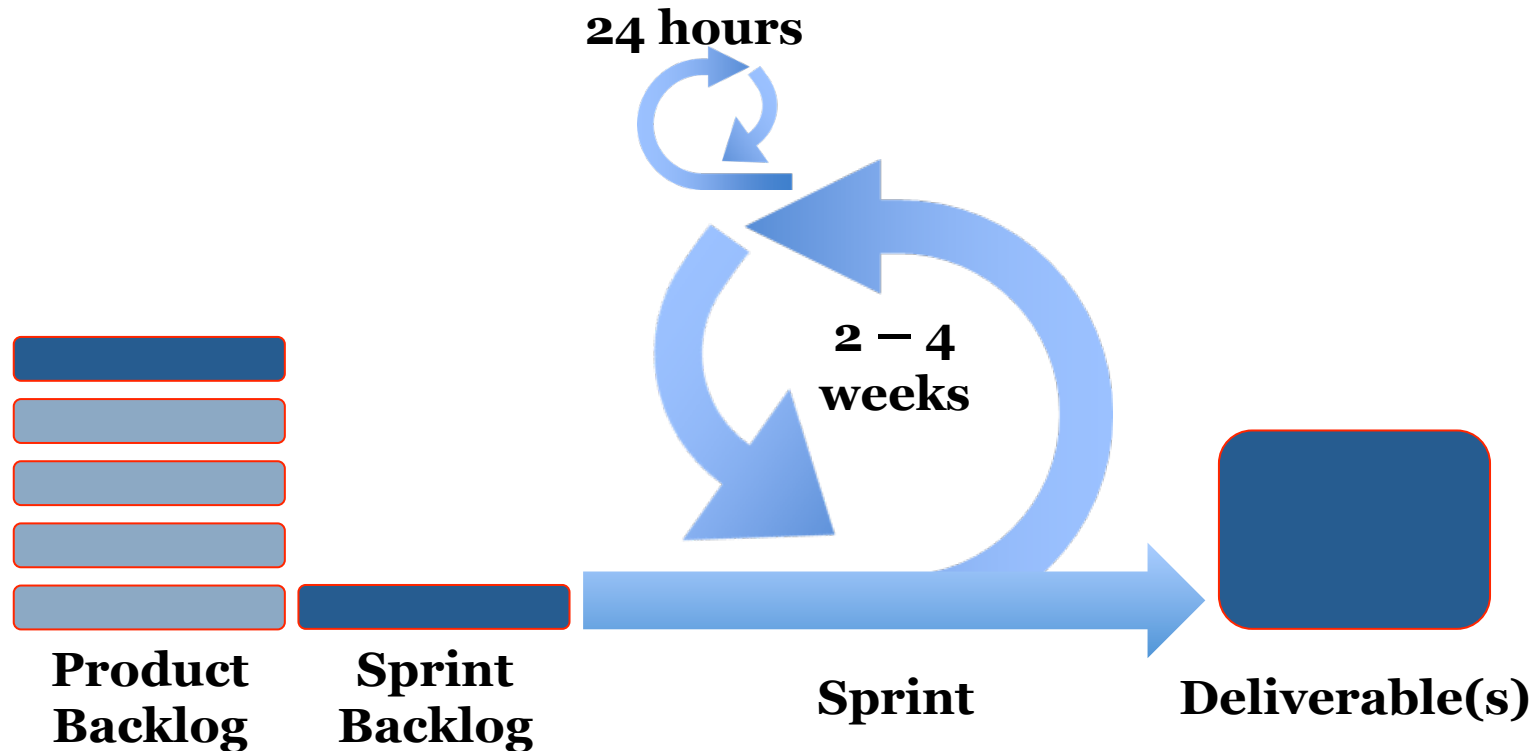 24 hours
2 – 4
weeks
Product
Backlog
Sprint
Backlog
Sprint
Deliverable(s)